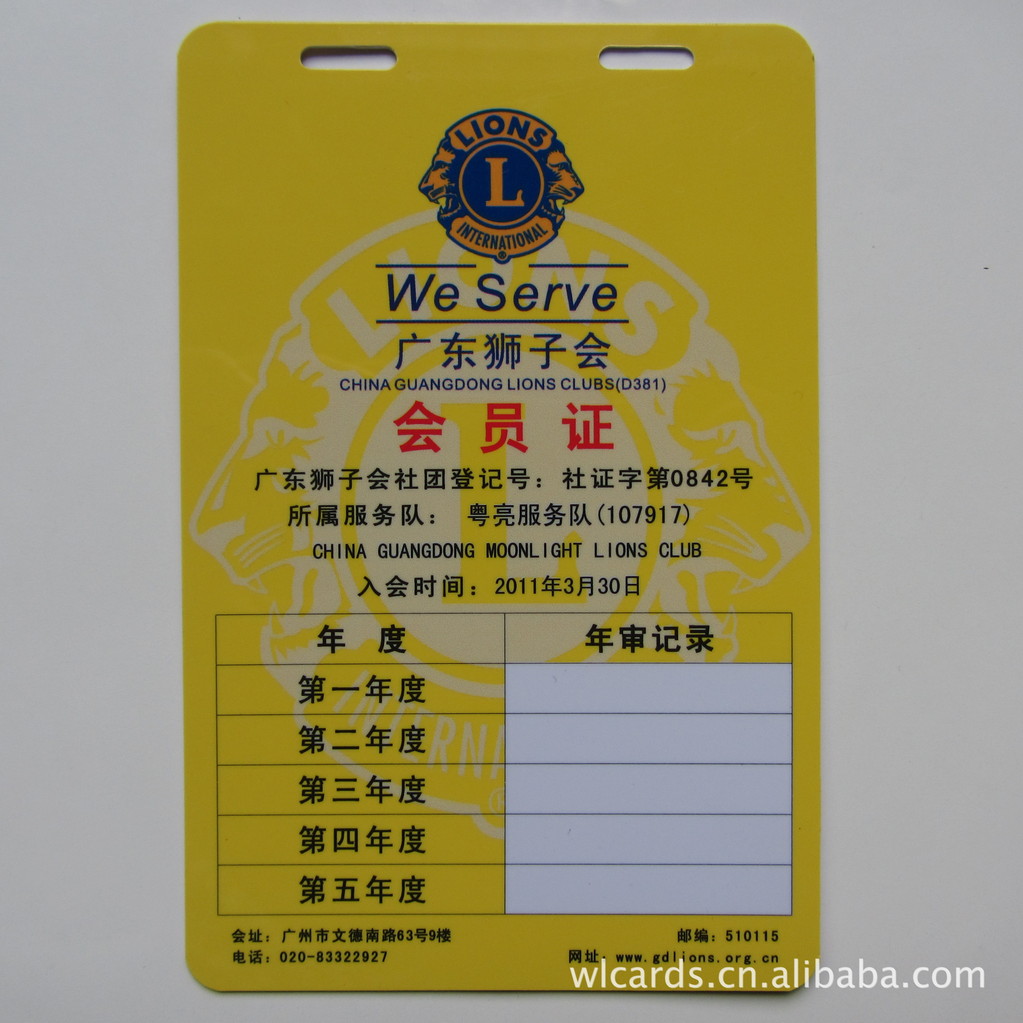 LIONS
L
INTERNATIONAL
®
We Serve
广东狮子会
CHINA GUANGDONG LIONS CLUBS(D381)
会员证
广东狮子会社团登记号：社证字第0842号
所属服务队： 粤亮服务队(107917)
CHINA GUANGDONG MOONLIGHT LIONS CLUB
入会时间：2011年3月30日
年 度 年审记录
第一年度
第二年度
第三年度
第四年度
第五年度
会址：广州市文德南路63号9楼 邮编：510115
电话：020-83322927 网址：www.gdlions.org.cn
wlcards.cn.alibaba.com
LIONS
L
INTERNATIONAL